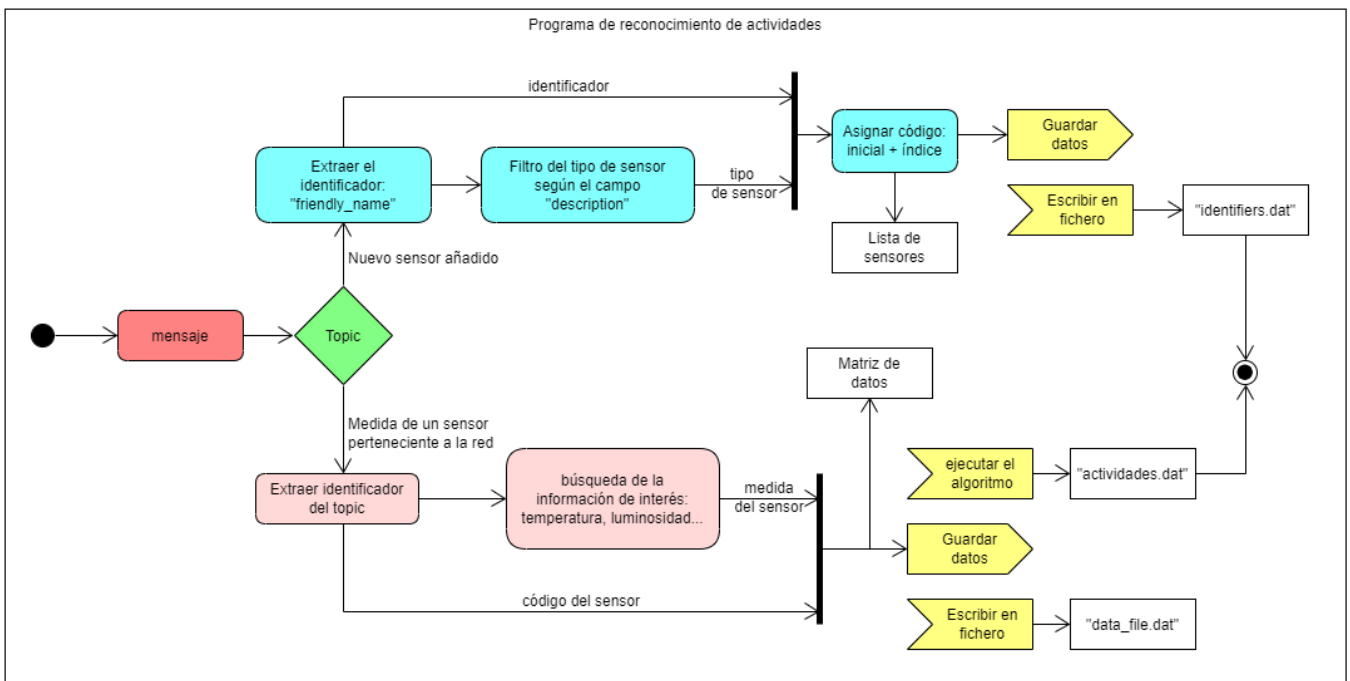 Programa de reconocimiento de actividades
identificador
Extraer el
identificador:
"friendly_name"
Filtro del tipo de sensor
según el campo
"description"
tipo
de sensor
Asignar código:
inicial + índice
Guardar
datos
Escribir en
fichero
"identifiers.dat"
Lista de
sensores
Nuevo sensor añadido
mensaje
Topic
Matriz de
datos
Medida de un sensor
perteneciente a la red
Extraer identificador
del topic
búsqueda de la
información de interés:
temperatura, luminosidad...
medida
del sensor
ejecutar el
algoritmo
"actividades.dat"
Guardar
datos
código del sensor
Escribir en
fichero
"data_file.dat"